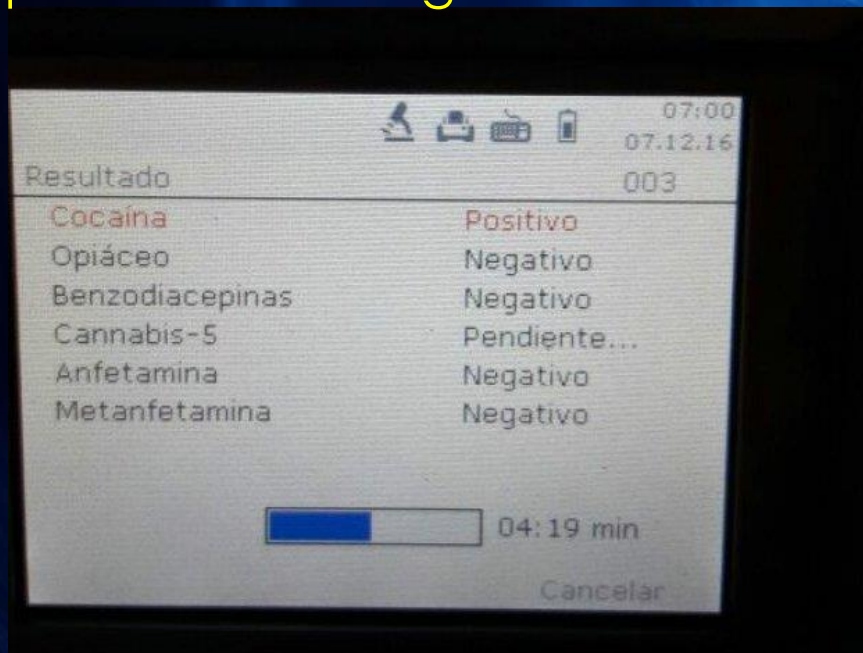 07:00
07.12.16
Resultado 003
Cocaína Positivo
Opiáceo Negativo
Benzodiacepinas Negativo
Cannabis-5 Pendiente...
Anfetamina Negativo
Metanfetamina Negativo
04:19 min
Cancelar